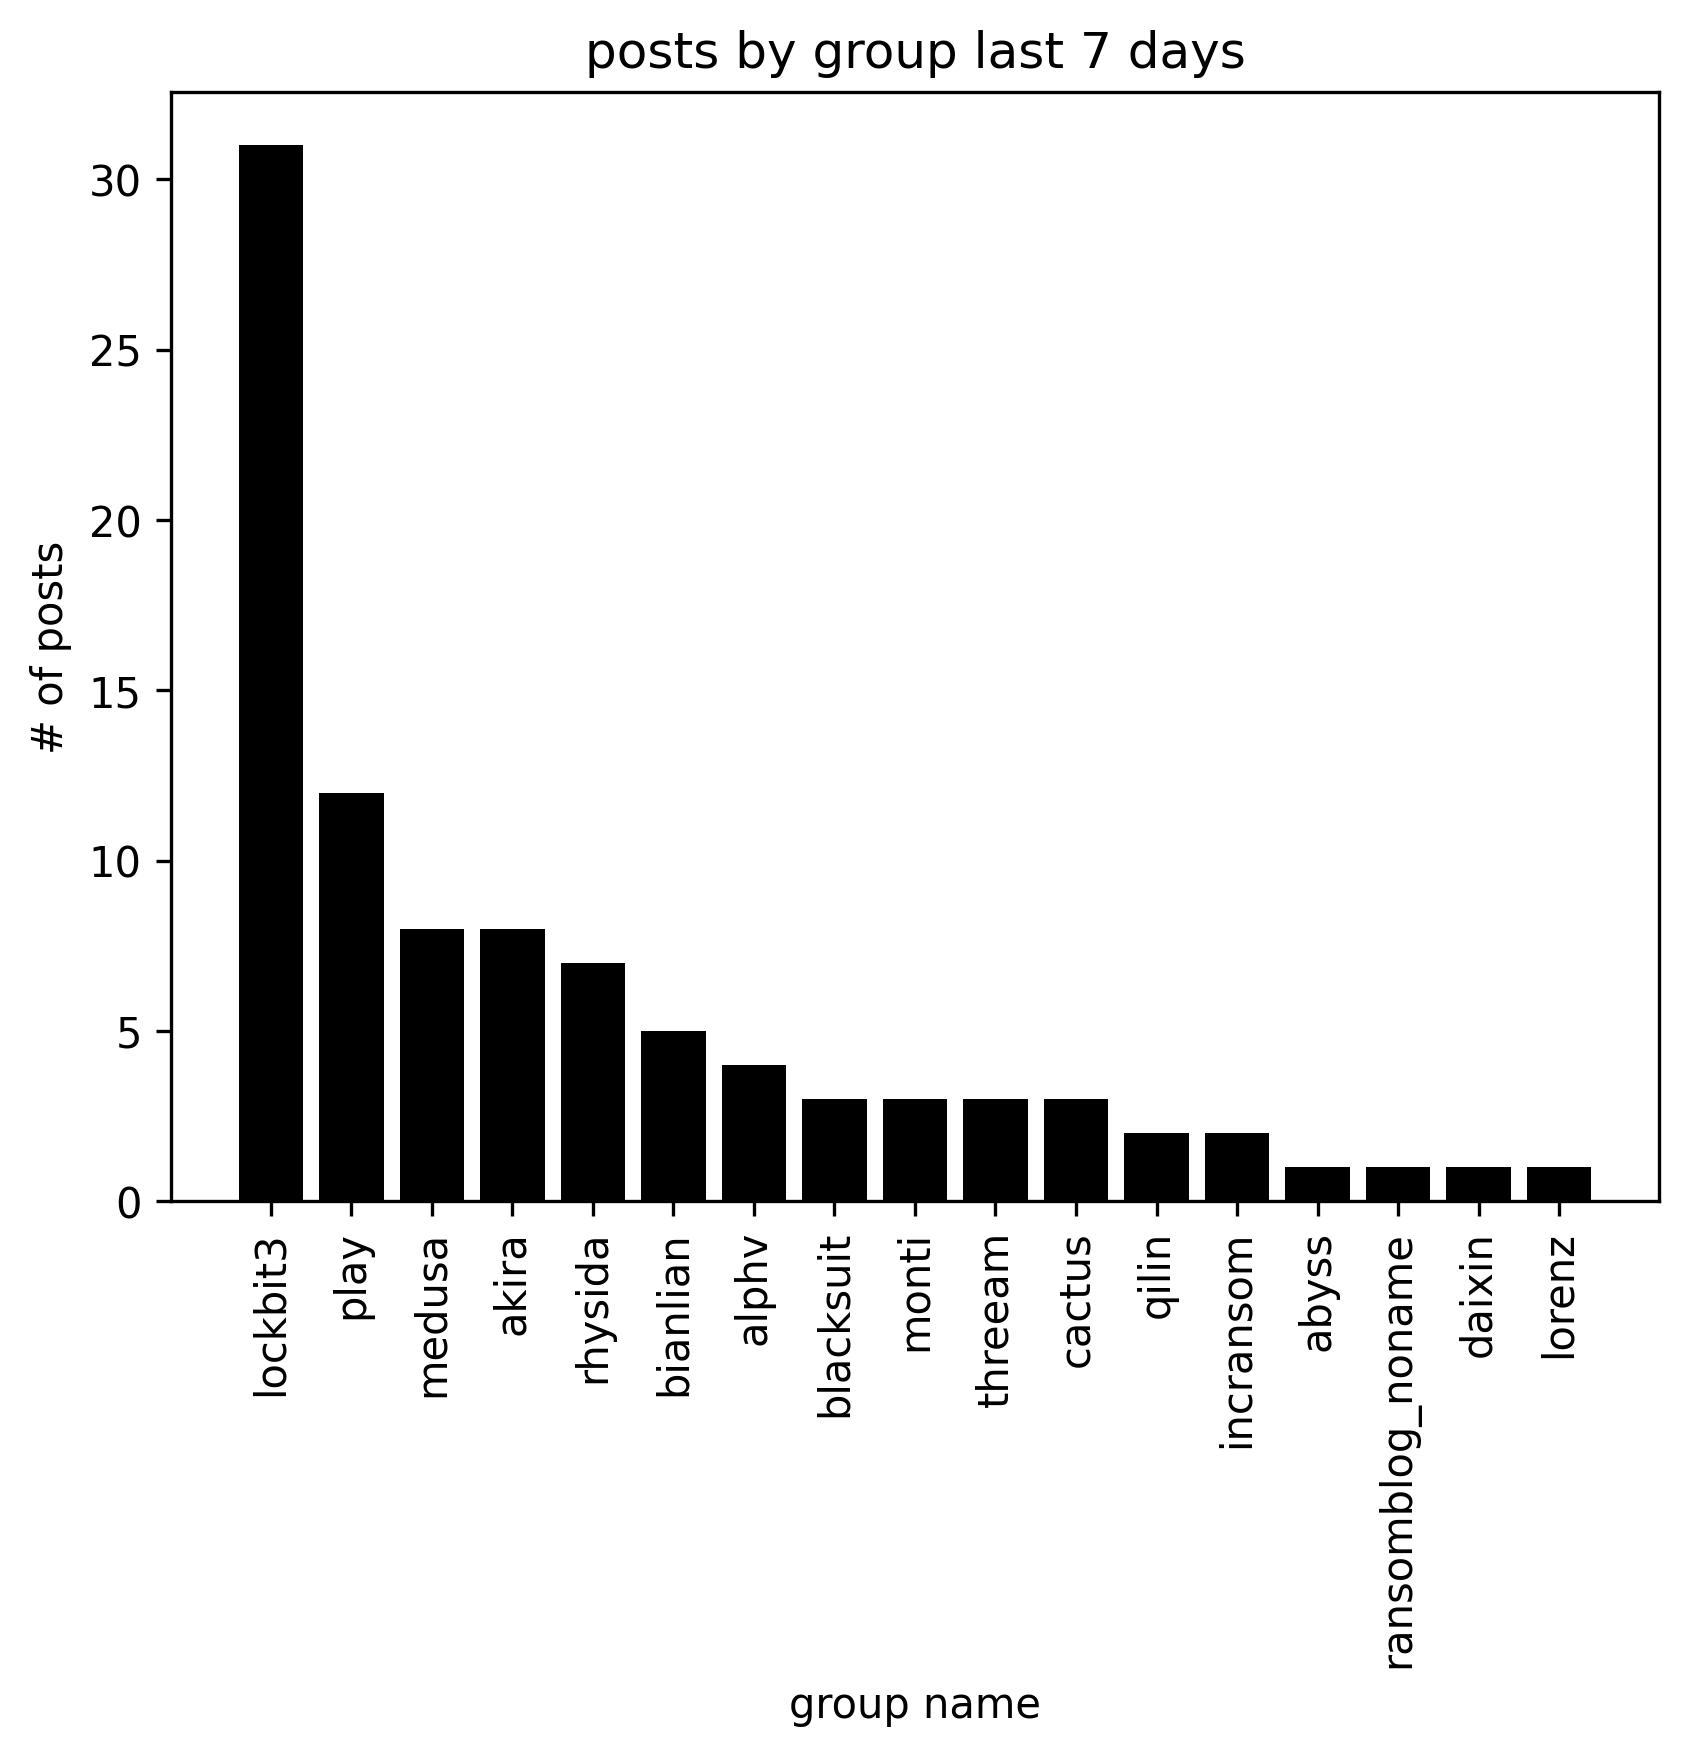 posts by group last 7 days
# of posts
30
25
20
15
10
5
0
lockbit3
play
medusa
akira
rhysida
bianlian
alphv
blacksuit
monti
threeam
cactus
qilin
incransom
abyss
ransomblog_noname
daixin
lorenz
group name